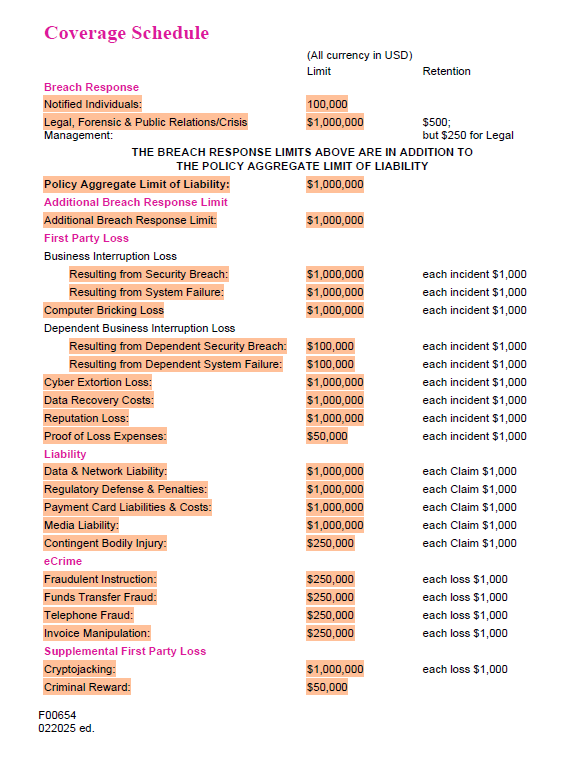 Coverage Schedule
(All currency in USD)
Limit Retention
Breach Response
Notified Individuals: 100,000
Legal, Forensic & Public Relations/Crisis $1,000,000 $500;
Management: but $250 for Legal
THE BREACH RESPONSE LIMITS ABOVE ARE IN ADDITION TO
THE POLICY AGGREGATE LIMIT OF LIABILITY
Policy Aggregate Limit of Liability: $1,000,000
Additional Breach Response Limit
Additional Breach Response Limit: $1,000,000
First Party Loss
Business Interruption Loss
Resulting from Security Breach: $1,000,000 each incident $1,000
Resulting from System Failure: $1,000,000 each incident $1,000
Computer Bricking Loss $1,000,000 each incident $1,000
Dependent Business Interruption Loss
Resulting from Dependent Security Breach: $100,000 each incident $1,000
Resulting from Dependent System Failure: $100,000 each incident $1,000
Cyber Extortion Loss: $1,000,000 each incident $1,000
Data Recovery Costs: $1,000,000 each incident $1,000
Reputation Loss: $1,000,000 each incident $1,000
Proof of Loss Expenses: $50,000 each incident $1,000
Liability
Data & Network Liability: $1,000,000 each Claim $1,000
Regulatory Defense & Penalties: $1,000,000 each Claim $1,000
Payment Card Liabilities & Costs: $1,000,000 each Claim $1,000
Media Liability: $1,000,000 each Claim $1,000
Contingent Bodily Injury: $250,000 each Claim $1,000
eCrime
Fraudulent Instruction: $250,000 each loss $1,000
Funds Transfer Fraud: $250,000 each loss $1,000
Telephone Fraud: $250,000 each loss $1,000
Invoice Manipulation: $250,000 each loss $1,000
Supplemental First Party Loss
Cryptojacking: $1,000,000 each loss $1,000
Criminal Reward: $50,000
F00654
022025 ed.